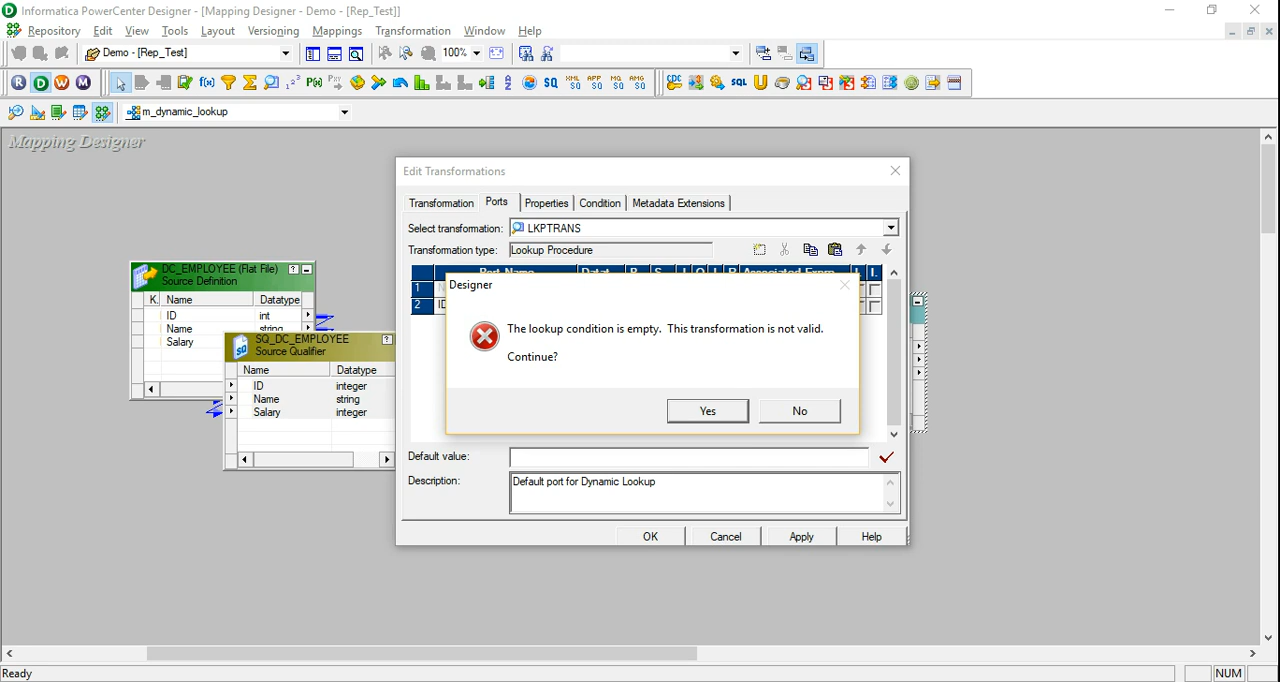 Informatica PowerCenter Designer - [Mapping Designer - Demo - [Rep_Test]]
Repository Edit View Tools Layout Versioning Mappings Transformation Window Help
Demo - [Rep_Test] 100%
m_dynamic_lookup
Mapping Designer
Edit Transformations
Transformation Ports Properties Condition Metadata Extensions
Select transformation: LKPTRANS
Transformation type: Lookup Procedure
1
2
Designer
The lookup condition is empty. This transformation is not valid.
Continue?
Yes No
Default value:
Description: Default port for Dynamic Lookup
OK Cancel Apply Help
DC_EMPLOYEE (Flat File)
Source Definition
K. Name Datatype
ID int
Name string
Salary
SQ_DC_EMPLOYEE
Source Qualifier
Name Datatype
ID integer
Name string
Salary integer
Ready NUM